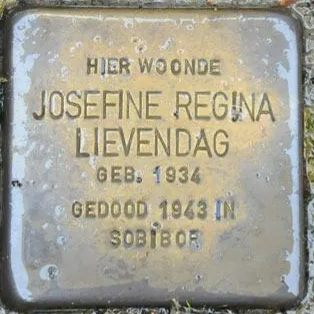 HIER WOONDE
JOSEFINE REGINA
LIEVENDAG
GEB. 1934
GEDOOD 1943 IN
SOBIBOR